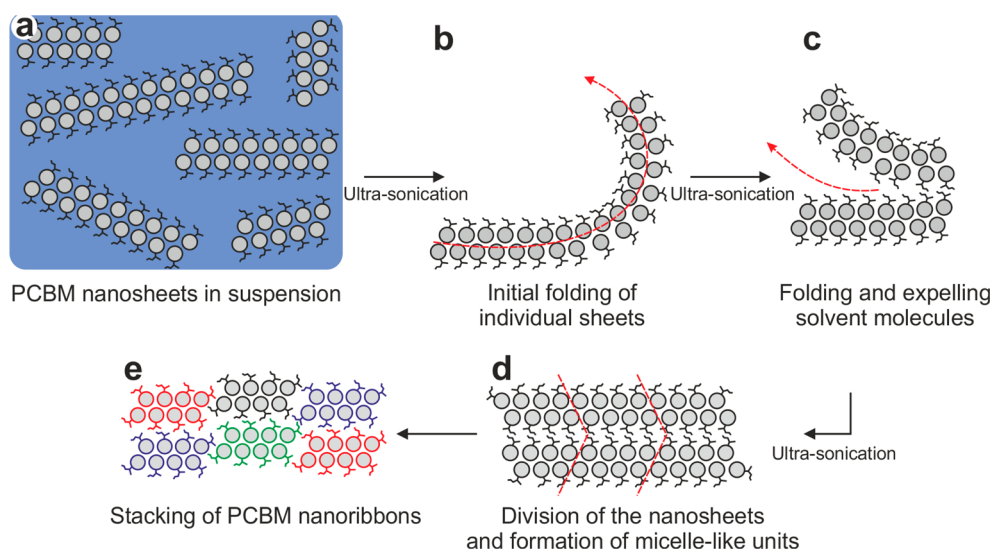 a
b
c
Ultra-sonication
Ultra-sonication
PCBM nanosheets in suspension
Initial folding of
individual sheets
Folding and expelling
solvent molecules
e
d
Ultra-sonication
Stacking of PCBM nanoribbons
Division of the nanosheets
and formation of micelle-like units